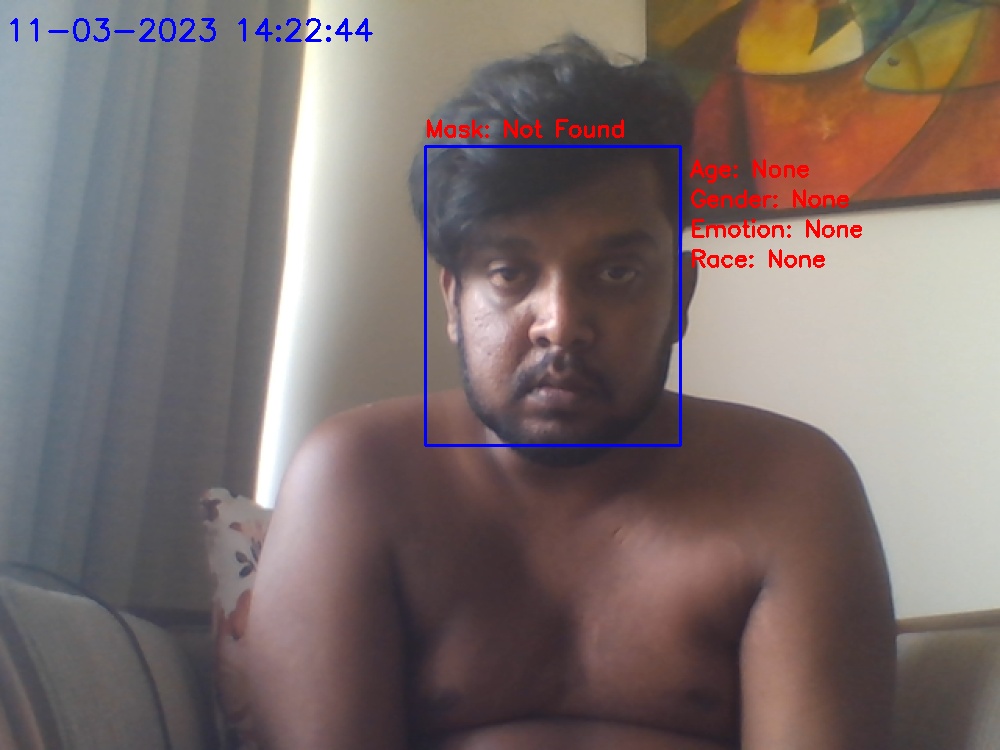 11-03-2023 14:22:44
Mask: Not Found
Age: None
Gender: None
Emotion: None
Race: None